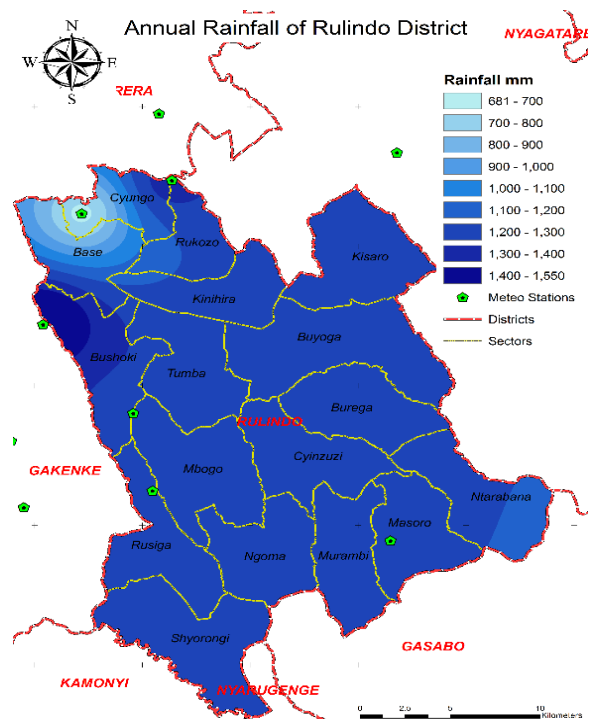 Annual Rainfall of Rulindo District
NYAGATARE
N
W E
S
RERA
Rainfall mm
681 - 700
700 - 800
800 - 900
900 - 1,000
1,000 - 1,100
1,100 - 1,200
1,200 - 1,300
1,300 - 1,400
1,400 - 1,550
Meteo Stations
Districts
Sectors
Cyungo
Rukozo
Base
Kisaro
Kinihira
Buyoga
Bushoki
Tumba
Burega
RULINDO
Cyinzuzi
GAKENKE
Mbogo
Ntarabana
Masoro
Rusiga
Ngoma
Murambi
Shyorongi
GASABO
KAMONYI
NYARUGENGE
0 2.5 5 10
Kilometers